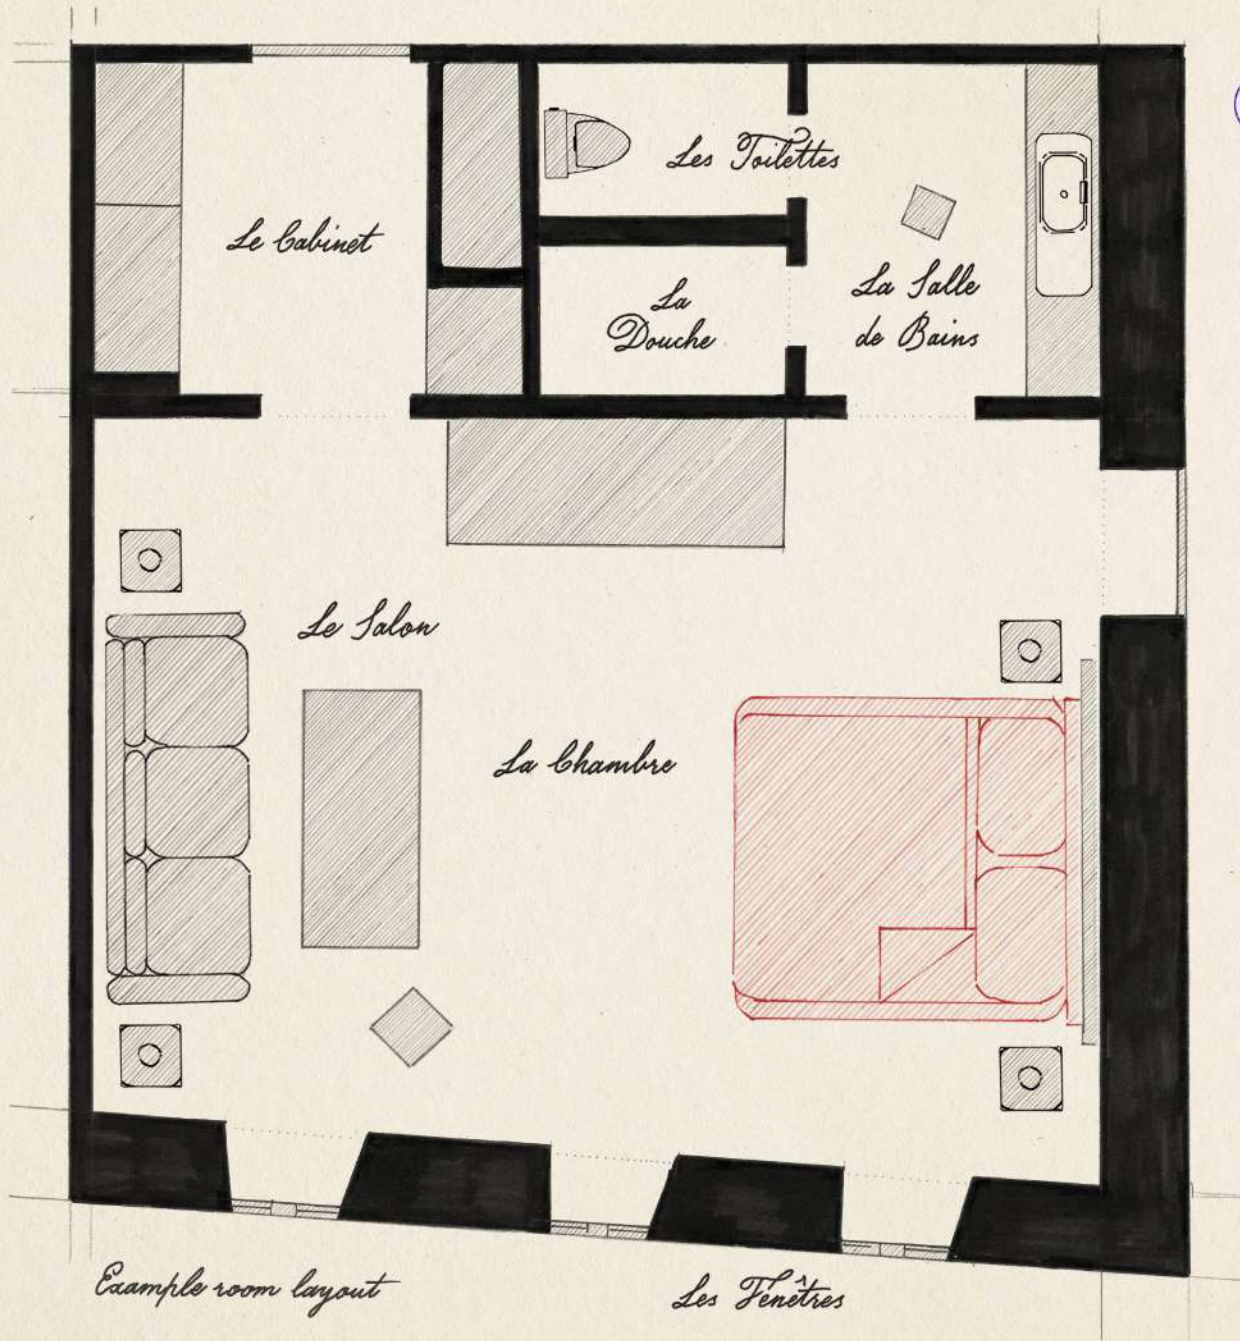 Les Toilettes
Le Cabinet
La
Douche
La Salle
de Bains
Le Salon
La Chambre
Example room layout
Les Fenêtres